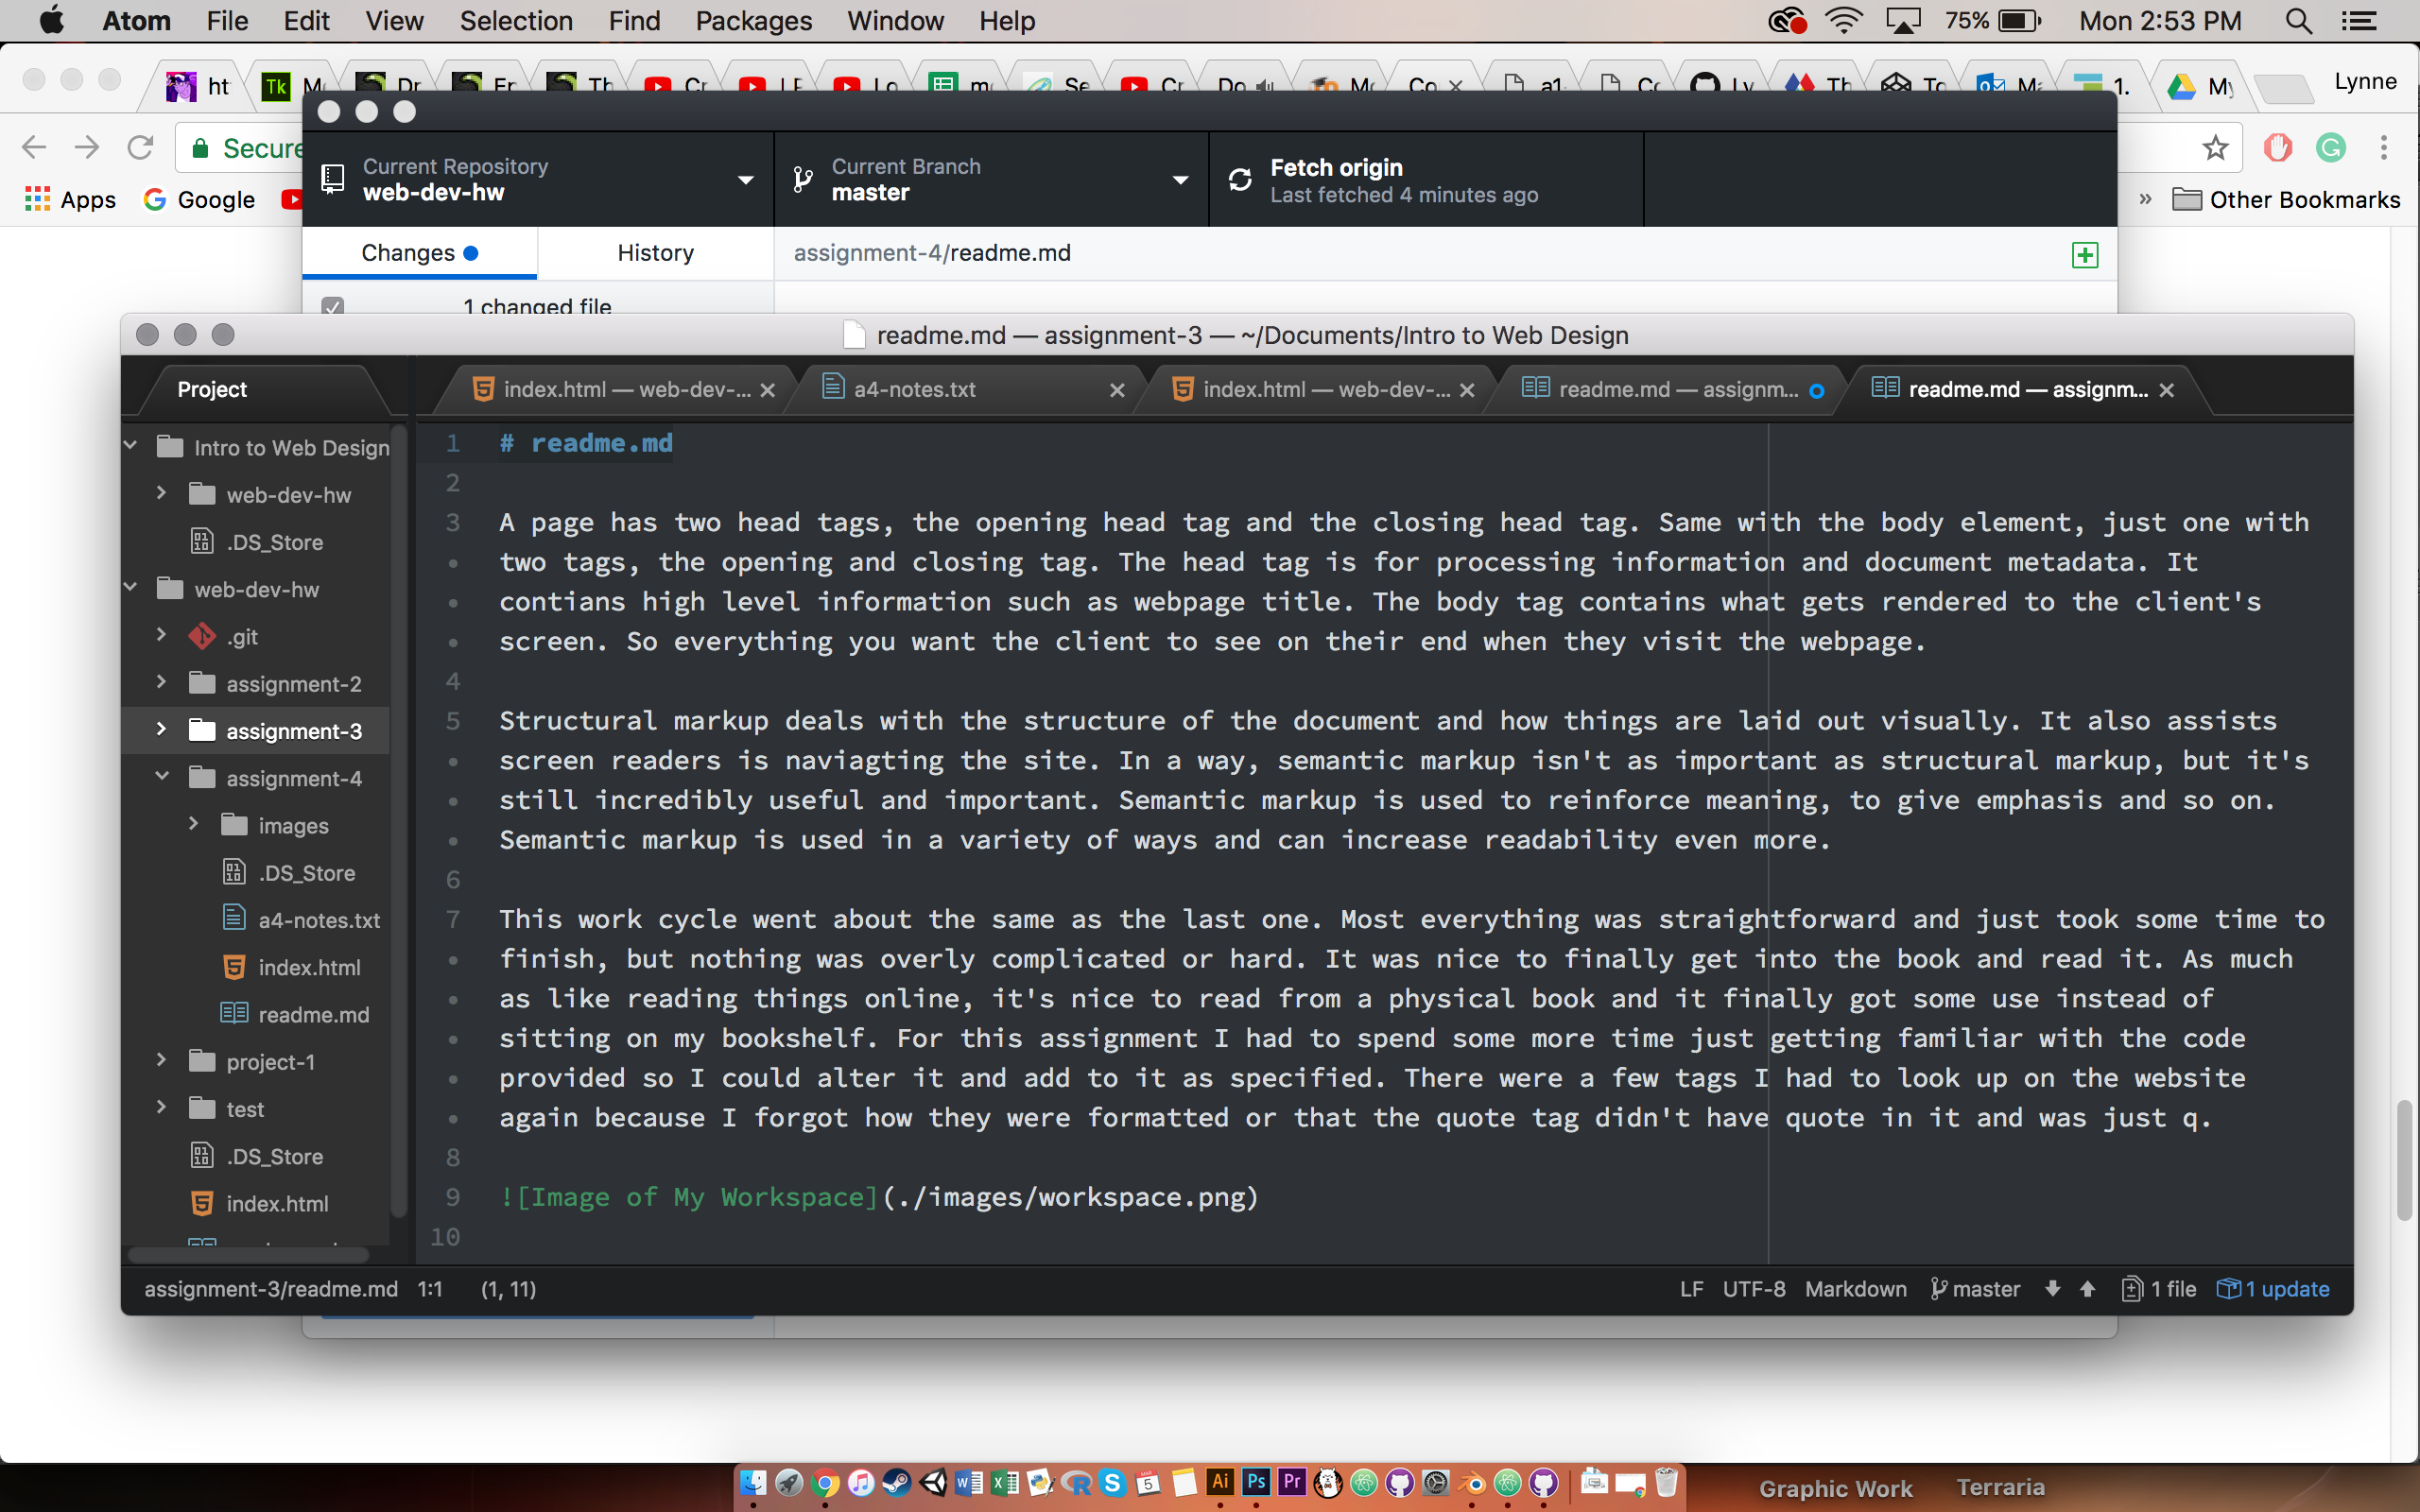 Atom File Edit View Selection Find Packages Window Help 75% Mon 2:53 PM
ht Tk Dr Er Th Cr Lo Se Cr Do Co a1 Cc Ly Th To 1. My Lynne
Secure
Apps Google Other Bookmarks
Current Repository
web-dev-hw
Current Branch
master
Fetch origin
Last fetched 4 minutes ago
Changes History assignment-4/readme.md
1 changed file
readme.md — assignment-3 — ~/Documents/Intro to Web Design
Project index.html — web-dev-... a4-notes.txt index.html — web-dev-... readme.md — assignm... readme.md — assignm...
Intro to Web Design
web-dev-hw
.DS_Store
web-dev-hw
.git
assignment-2
assignment-3
assignment-4
images
.DS_Store
a4-notes.txt
index.html
readme.md
project-1
test
.DS_Store
index.html
1 # readme.md
2
3 A page has two head tags, the opening head tag and the closing head tag. Same with the body element, just one with
two tags, the opening and closing tag. The head tag is for processing information and document metadata. It
contians high level information such as webpage title. The body tag contains what gets rendered to the client's
screen. So everything you want the client to see on their end when they visit the webpage.
4
5 Structural markup deals with the structure of the document and how things are laid out visually. It also assists
screen readers is naviagting the site. In a way, semantic markup isn't as important as structural markup, but it's
still incredibly useful and important. Semantic markup is used to reinforce meaning, to give emphasis and so on.
Semantic markup is used in a variety of ways and can increase readability even more.
6
7 This work cycle went about the same as the last one. Most everything was straightforward and just took some time to
finish, but nothing was overly complicated or hard. It was nice to finally get into the book and read it. As much
as like reading things online, it's nice to read from a physical book and it finally got some use instead of
sitting on my bookshelf. For this assignment I had to spend some more time just getting familiar with the code
provided so I could alter it and add to it as specified. There were a few tags I had to look up on the website
again because I forgot how they were formatted or that the quote tag didn't have quote in it and was just q.
8
9 ![Image of My Workspace](./images/workspace.png)
10
assignment-3/readme.md 1:1 (1, 11) LF UTF-8 Markdown master 1 file 1 update
5 Ai Ps Pr
Graphic Work Terraria